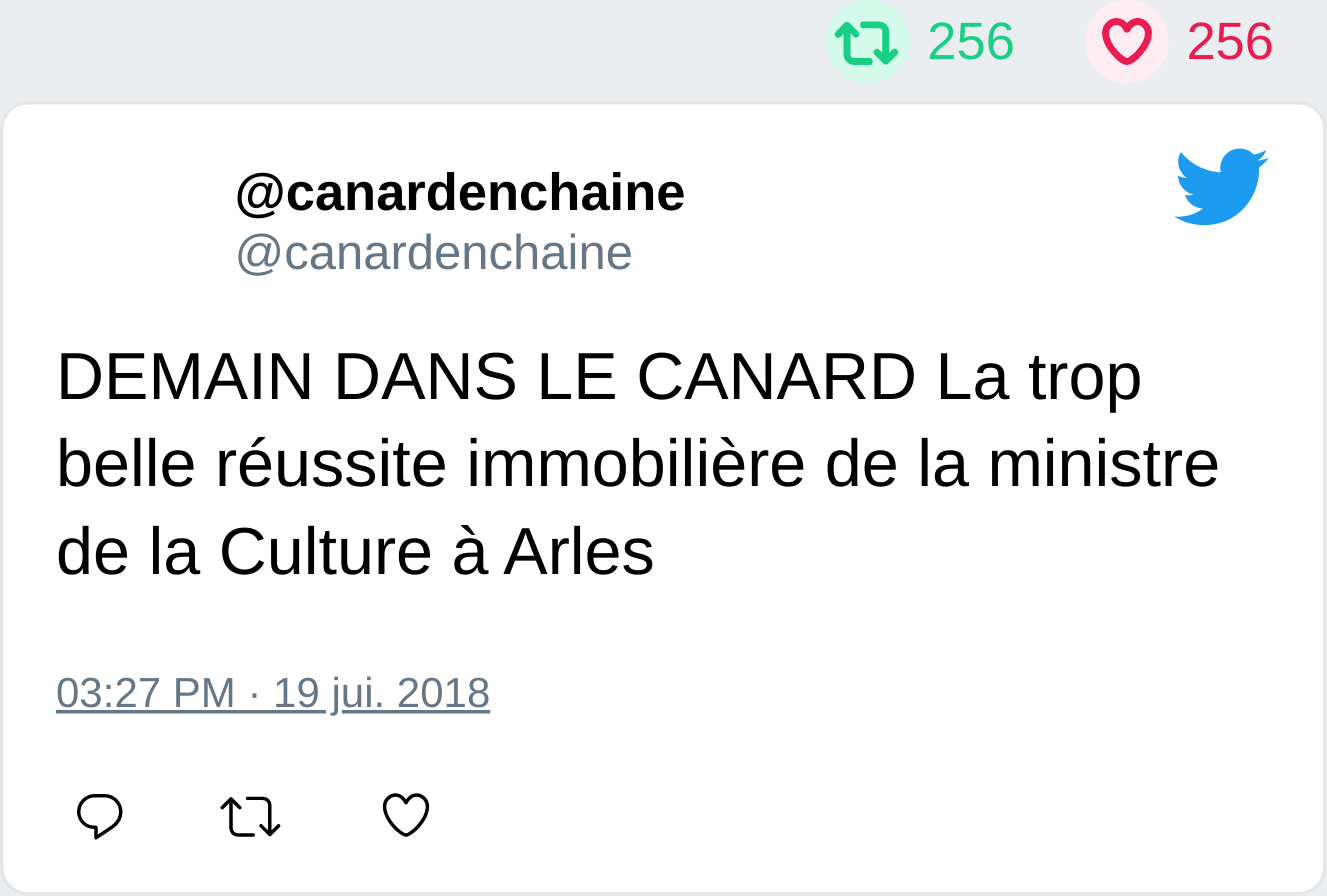 256 256
@canardenchaine
@canardenchaine
DEMAIN DANS LE CANARD La trop
belle réussite immobilière de la ministre
de la Culture à Arles
03:27 PM · 19 jui. 2018